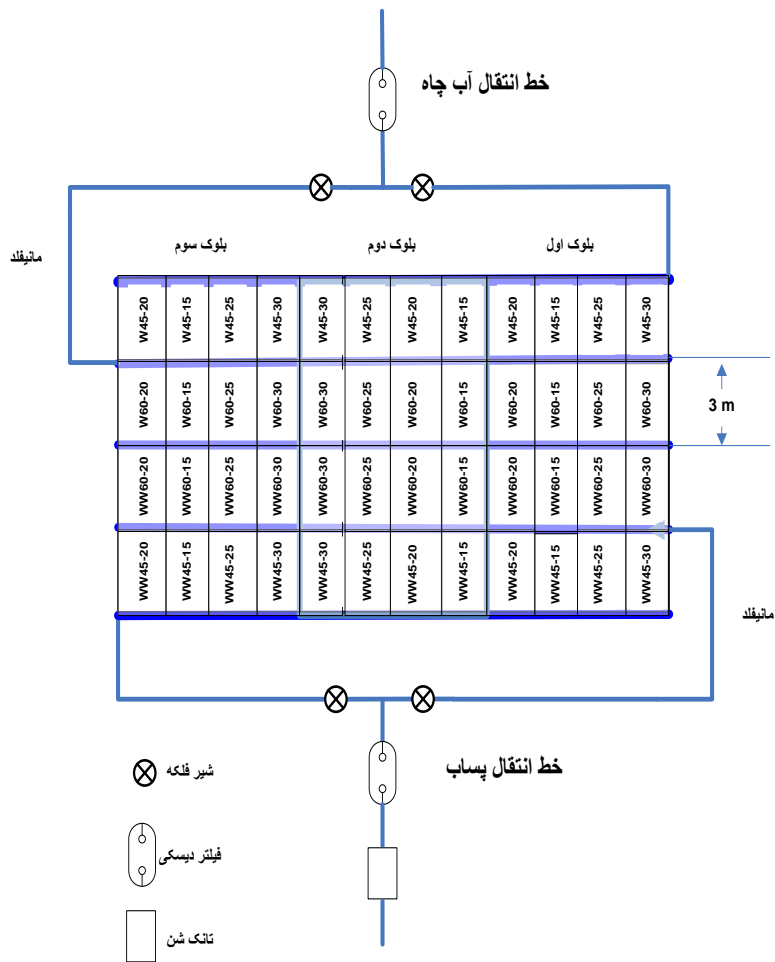 خط انتقال آب چاه
بلوک اول
بلوک دوم
بلوک سوم
مانیفلد
W45-20 W45-15 W45-25 W45-30 W45-30 W45-25 W45-20 W45-15 W45-20 W45-15 W45-25 W45-30
W60-20 W60-15 W60-25 W60-30 W60-30 W60-25 W60-20 W60-15 W60-20 W60-15 W60-25 W60-30
3 m
WW60-20 WW60-15 WW60-25 WW60-30 WW60-30 WW60-25 WW60-20 WW60-15 WW60-20 WW60-15 WW60-25 WW60-30
WW45-20 WW45-15 WW45-25 WW45-30 WW45-30 WW45-25 WW45-20 WW45-15 WW45-20 WW45-15 WW45-25 WW45-30
مانیفلد
خط انتقال پساب
شیر فلکه
فیلتر دیسکی
تانک شن